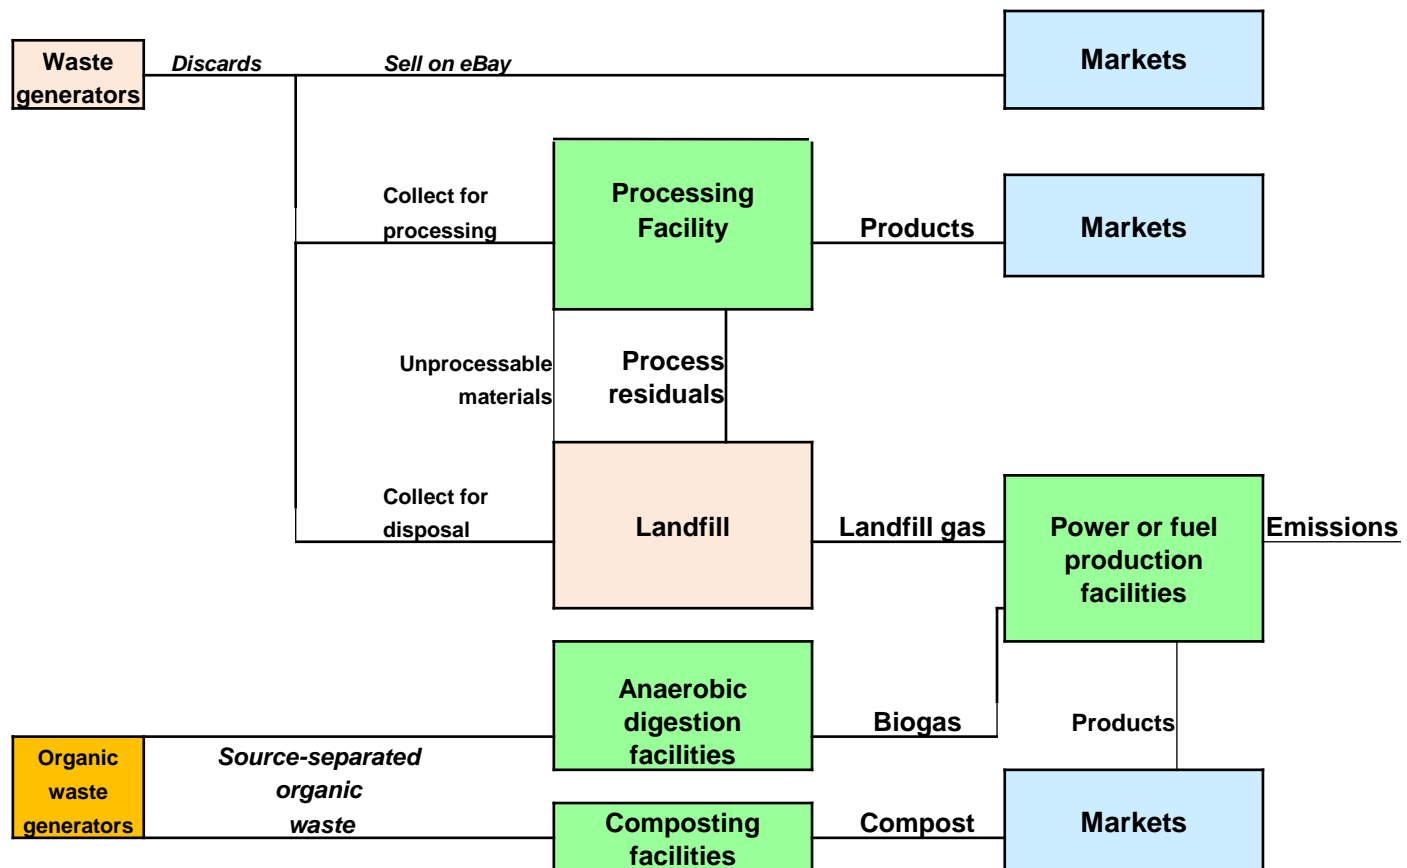 Waste
generators
Discards
Sell on eBay
Markets
Collect for
processing
Processing
Facility
Products
Markets
Unprocessable
materials
Process
residuals
Collect for
disposal
Landfill
Landfill gas
Power or fuel
production
facilities
Emissions
Anaerobic
digestion
facilities
Biogas
Products
Organic
waste
generators
Source-separated
organic
waste
Composting
facilities
Compost
Markets